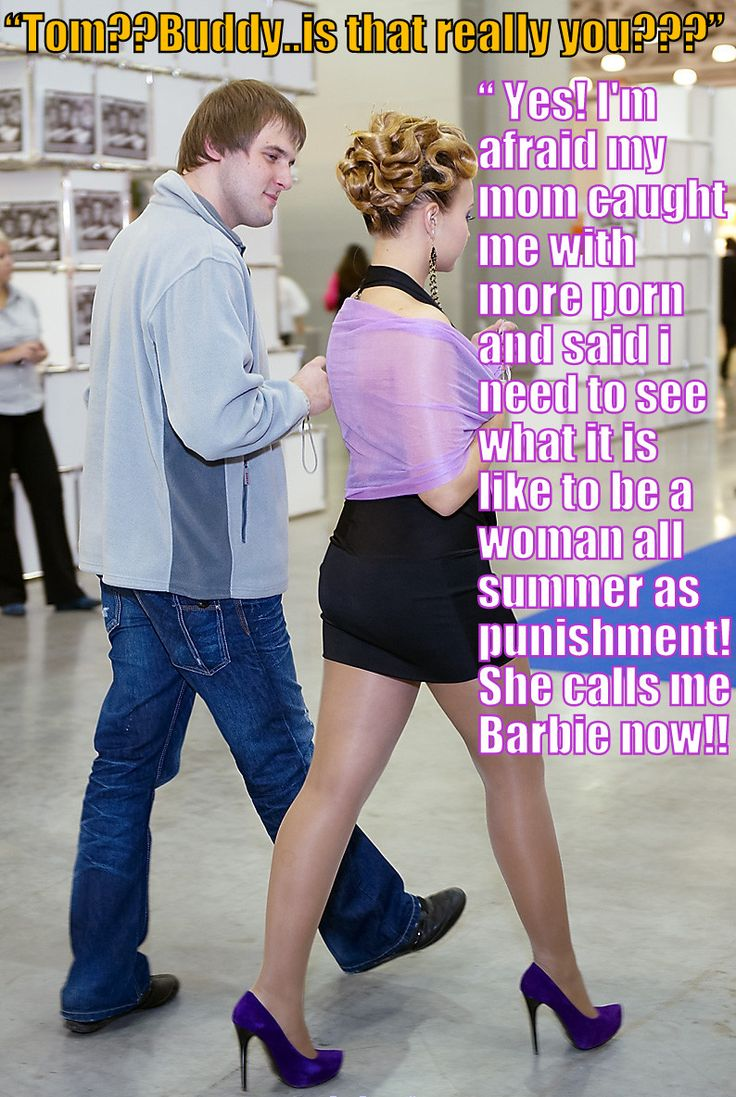 “Tom??Buddy..is that really you???”
“ Yes! I'm
afraid my
mom caught
me with
more porn
and said i
need to see
what it is
like to be a
woman all
summer as
punishment!
She calls me
Barbie now!!